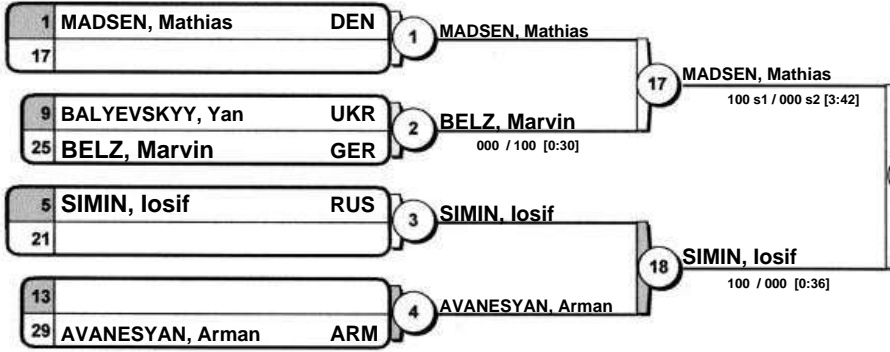 1 MADSEN, Mathias DEN
17
1
MADSEN, Mathias
9 BALYEVSKYY, Yan UKR
25 BELZ, Marvin GER
2
BELZ, Marvin
000 / 100 [0:30]
17
MADSEN, Mathias
100 s1 / 000 s2 [3:42]
5 SIMIN, Iosif RUS
21
3
SIMIN, Iosif
13
29 AVANESYAN, Arman ARM
4
AVANESYAN, Arman
18
SIMIN, Iosif
100 / 000 [0:36]